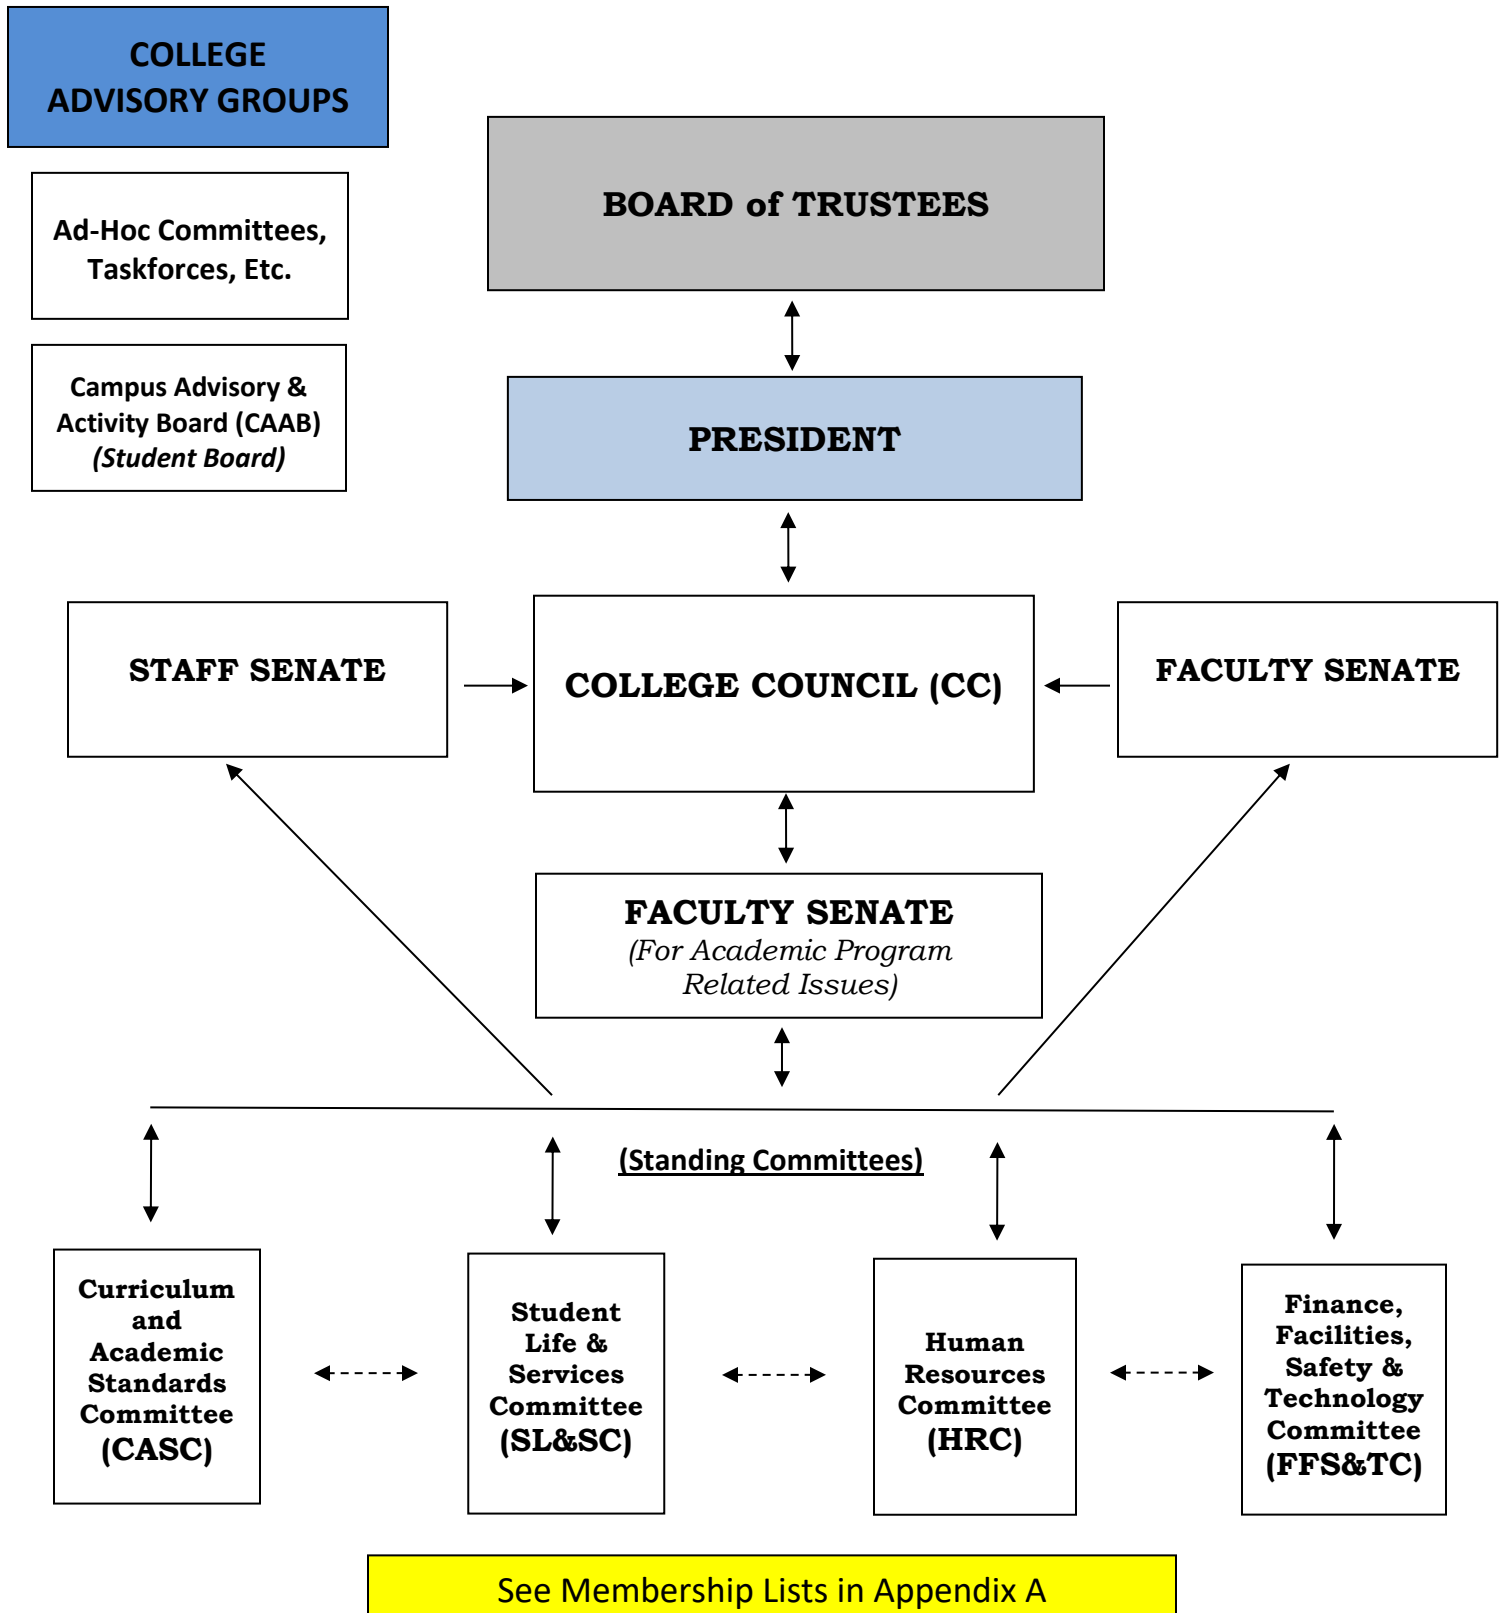 COLLEGE
ADVISORY GROUPS
Ad-Hoc Committees,
Taskforces, Etc.
Campus Advisory &
Activity Board (CAAB)
(Student Board)
BOARD of TRUSTEES
PRESIDENT
STAFF SENATE
COLLEGE COUNCIL (CC)
FACULTY SENATE
FACULTY SENATE
(For Academic Program
Related Issues)
(Standing Committees)
Curriculum
and
Academic
Standards
Committee
(CASC)
Student
Life &
Services
Committee
(SL&SC)
Human
Resources
Committee
(HRC)
Finance,
Facilities,
Safety &
Technology
Committee
(FFS&TC)
See Membership Lists in Appendix A